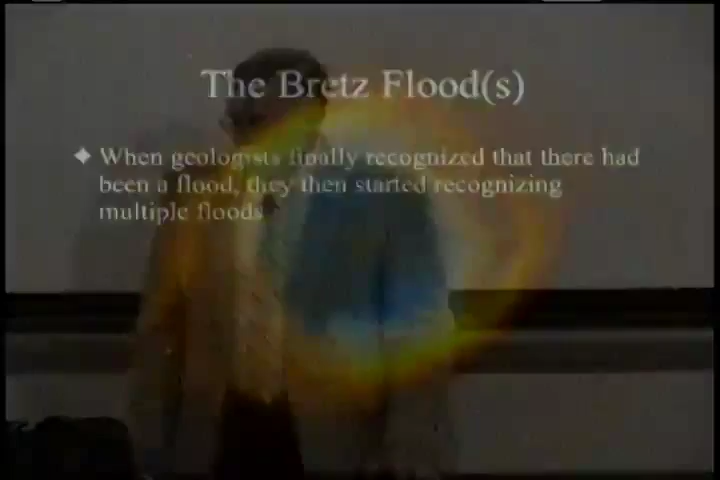 The Bretz Flood(s)
When geologists finally recognized that there had
been a flood, they then started recognizing
multiple floods